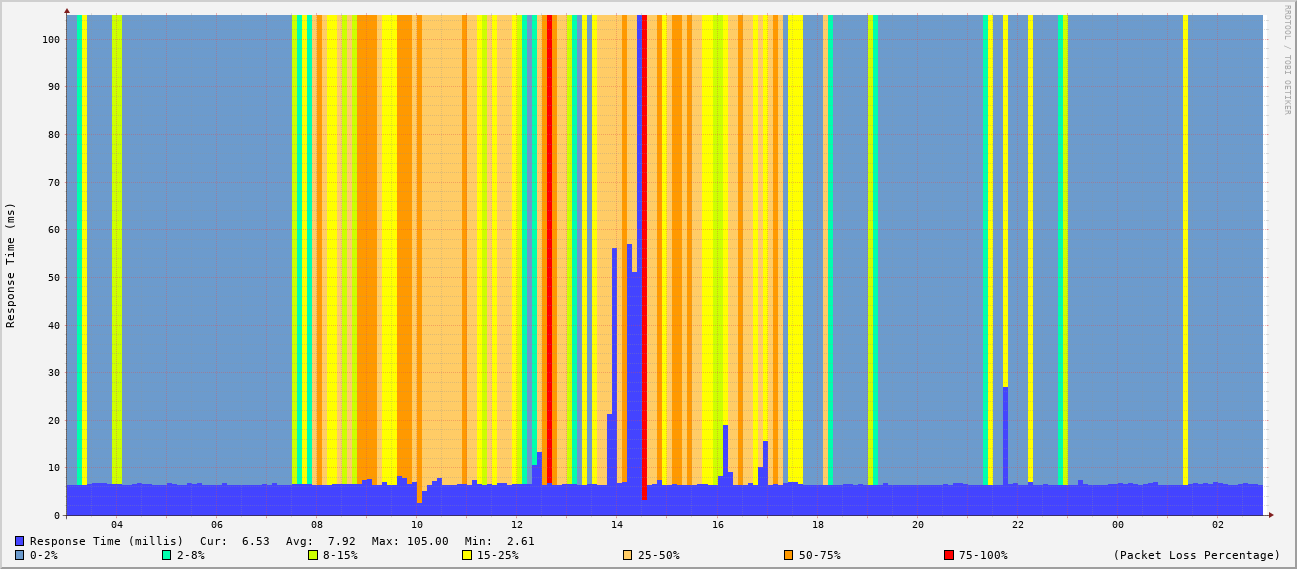 RRDTOOL / TOBI OETIKER
Response Time (ms)
100
90
80
70
60
50
40
30
20
10
0
04 06 08 10 12 14 16 18 20 22 00 02
Response Time (millis) Cur: 6.53 Avg: 7.92 Max: 105.00 Min: 2.61
0-2% 2-8% 8-15% 15-25% 25-50% 50-75% 75-100% (Packet Loss Percentage)